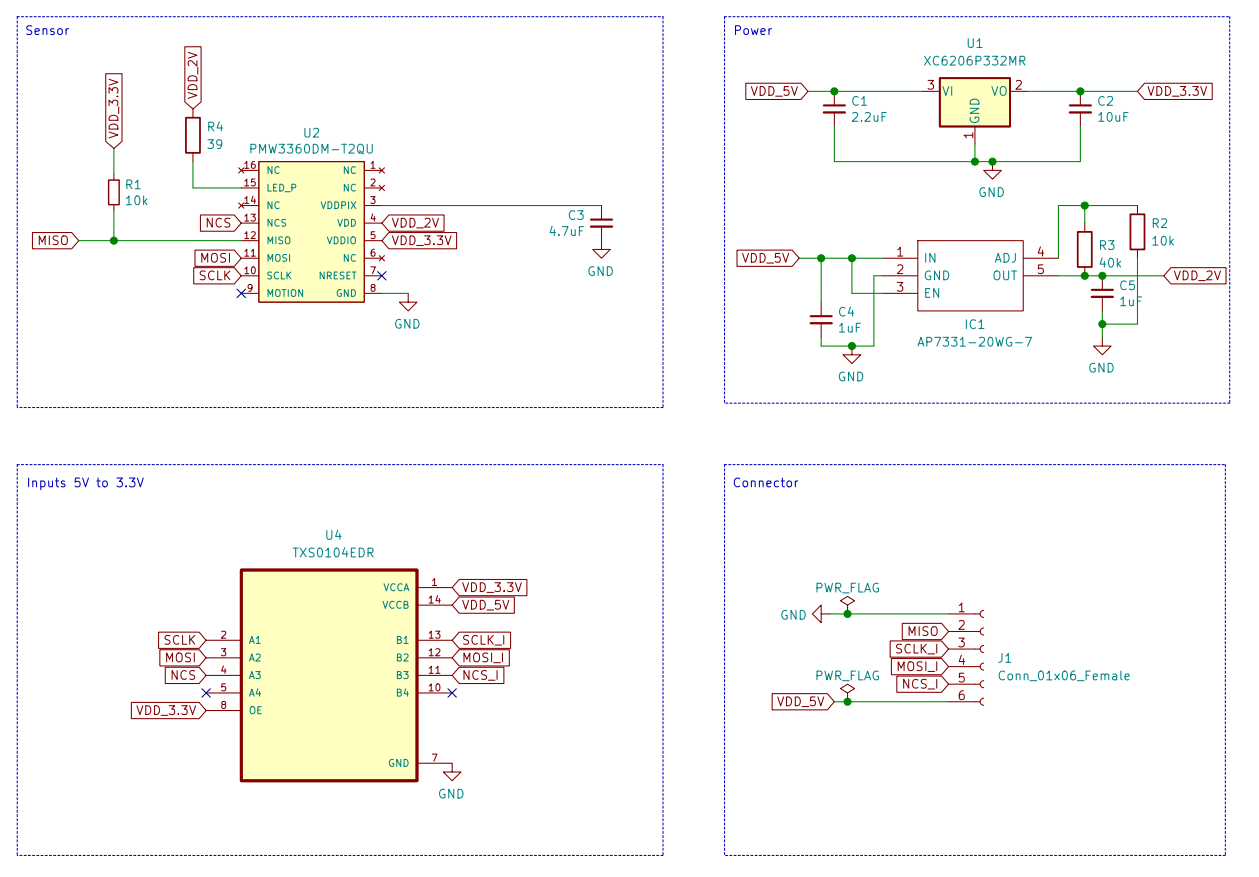 Sensor
VDD_3.3V
VDD_2V
R4
39
R1
10k
U2
PMW3360DM-T2QU
16 NC NC 1
15 LED_P NC 2
14 NC VDDPIX 3
NCS 13 NCS VDD 4 VDD_2V
MISO 12 MISO VDDIO 5 VDD_3.3V
MOSI 11 MOSI NC 6
SCLK 10 SCLK NRESET 7
9 MOTION GND 8
GND
C3
4.7uF
GND
Power
U1
XC6206P332MR
VDD_5V 3 VI VO 2 VDD_3.3V
GND
1
C1
2.2uF
C2
10uF
GND
VDD_5V 1 IN ADJ 4
2 GND OUT 5 VDD_2V
3 EN
R3
40k
R2
10k
C4
1uF
C5
1uF
IC1
AP7331-20WG-7
GND
GND
Inputs 5V to 3.3V
U4
TXS0104EDR
VCCA 1 VDD_3.3V
VCCB 14 VDD_5V
SCLK 2 A1 B1 13 SCLK_I
MOSI 3 A2 B2 12 MOSI_I
NCS 4 A3 B3 11 NCS_I
5 A4 B4 10
VDD_3.3V 8 OE
GND 7
GND
Connector
PWR_FLAG
GND 1
MISO 2
SCLK_I 3
MOSI_I 4
NCS_I 5
PWR_FLAG
VDD_5V 6
J1
Conn_01x06_Female